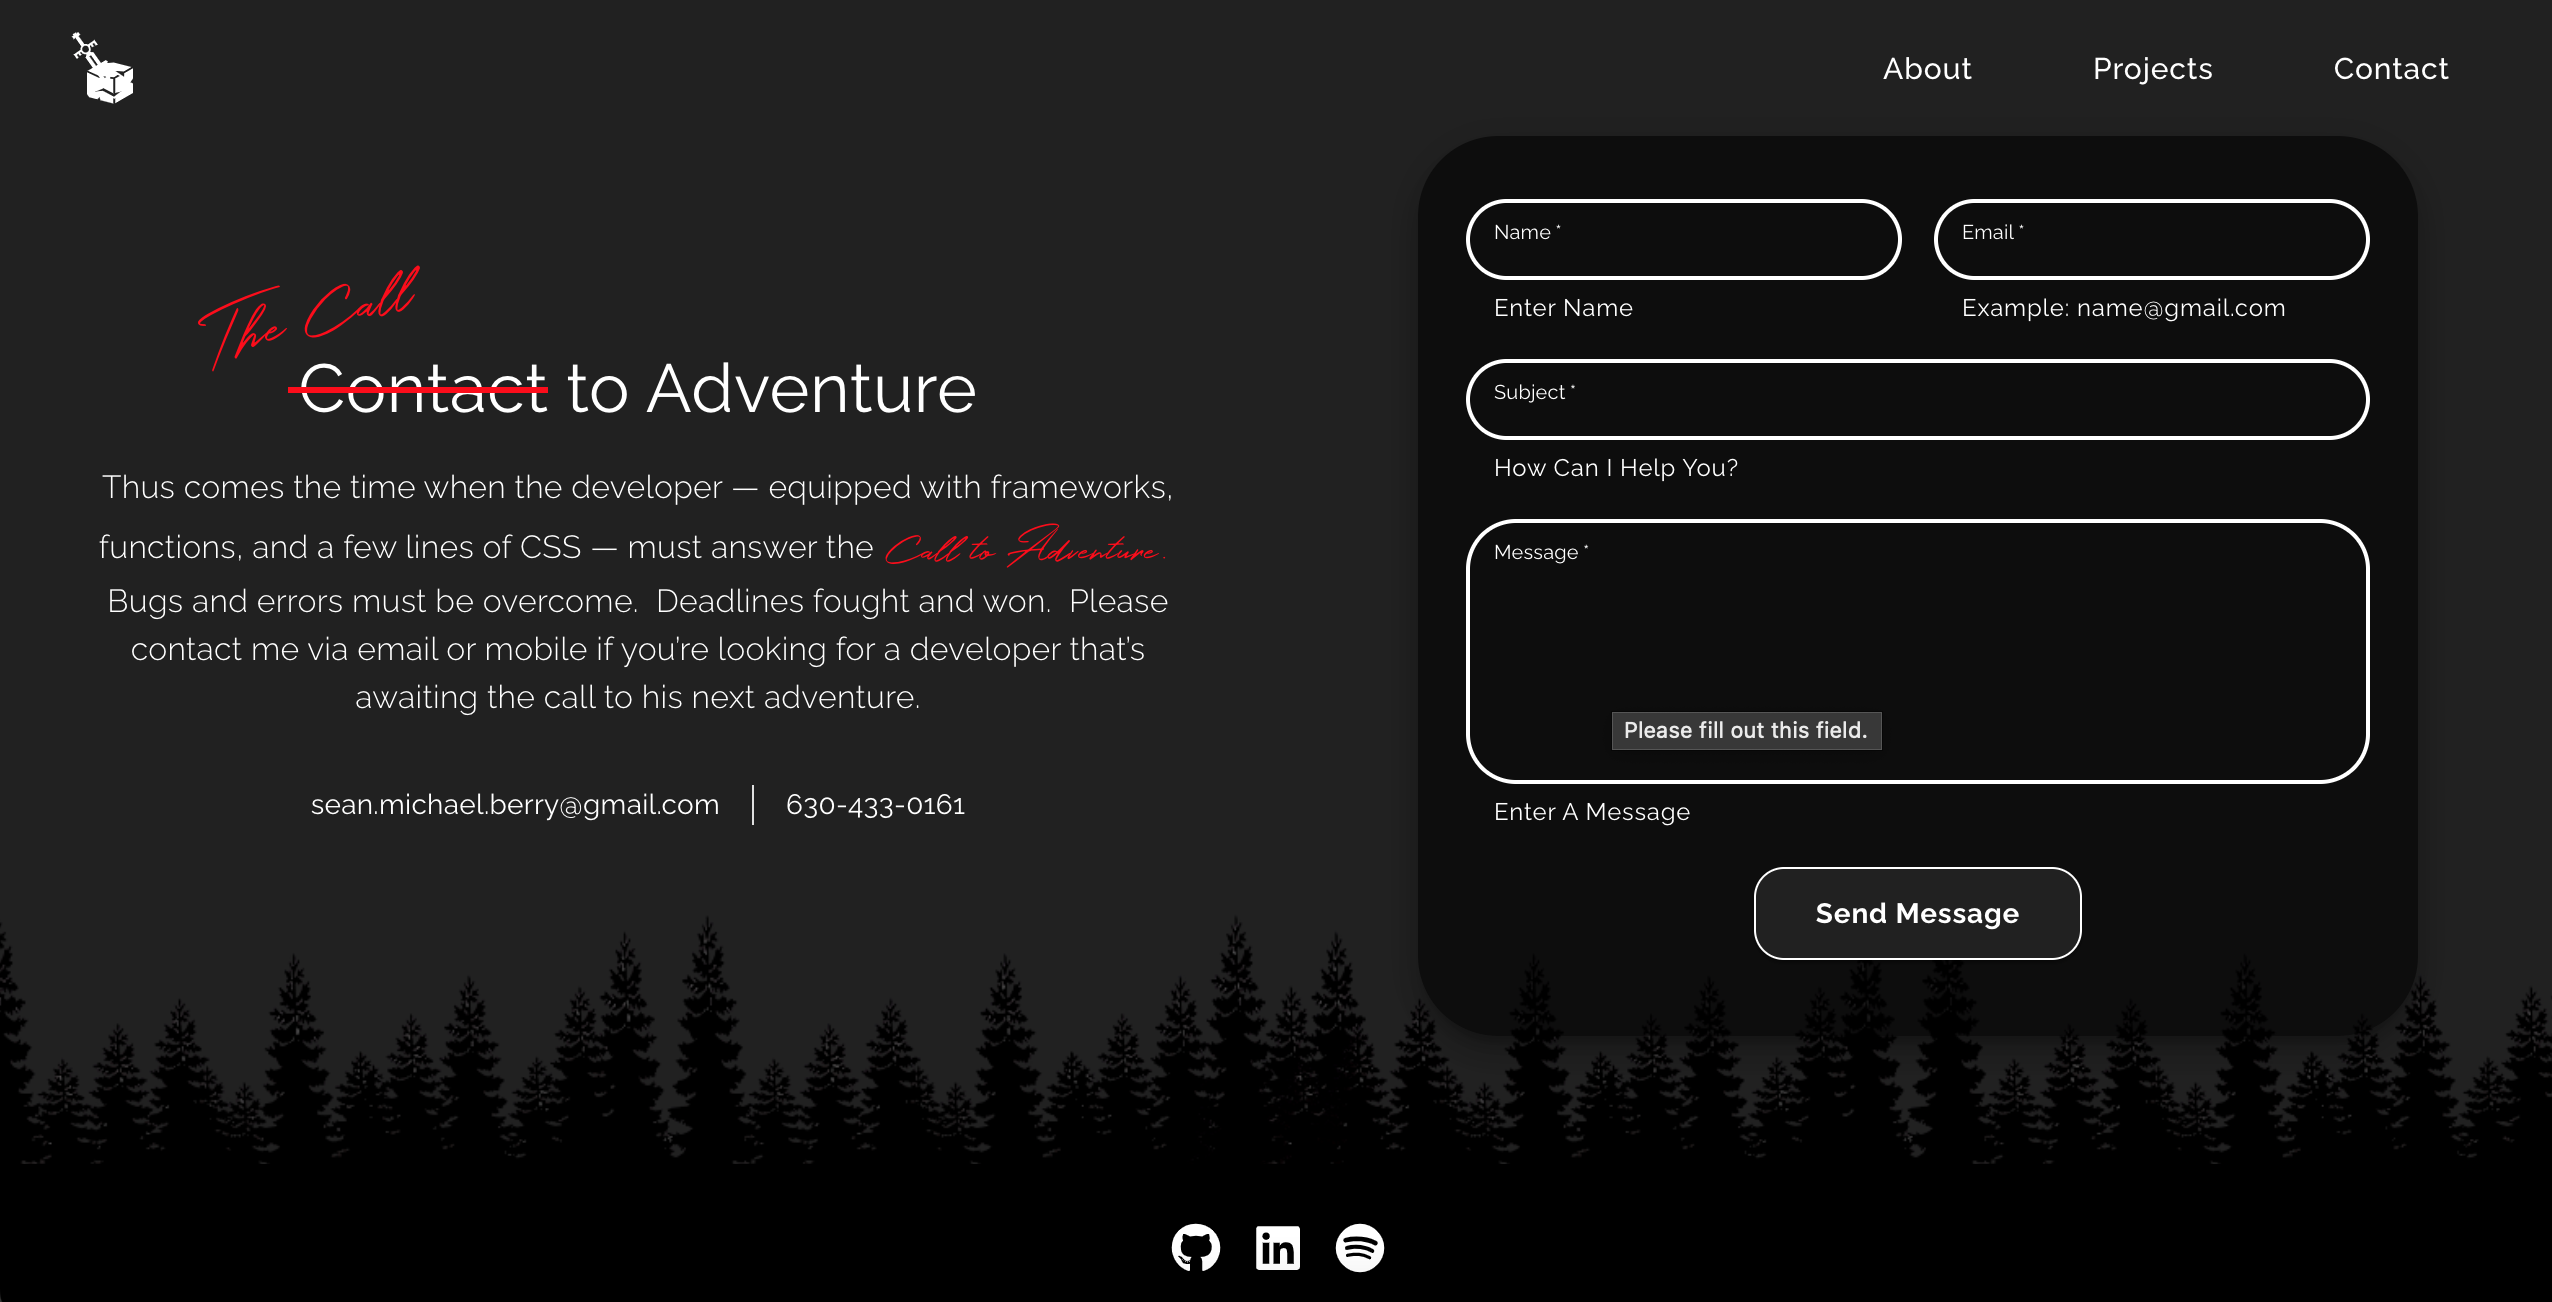 About
Projects
Contact
The Call
Contact to Adventure
Thus comes the time when the developer — equipped with frameworks,
functions, and a few lines of CSS — must answer the Call to Adventure.
Bugs and errors must be overcome.  Deadlines fought and won.  Please
contact me via email or mobile if you’re looking for a developer that’s
awaiting the call to his next adventure.
sean.michael.berry@gmail.com | 630-433-0161
Name *
Enter Name
Email *
Example: name@gmail.com
Subject *
How Can I Help You?
Message *
Please fill out this field.
Enter A Message
Send Message
in